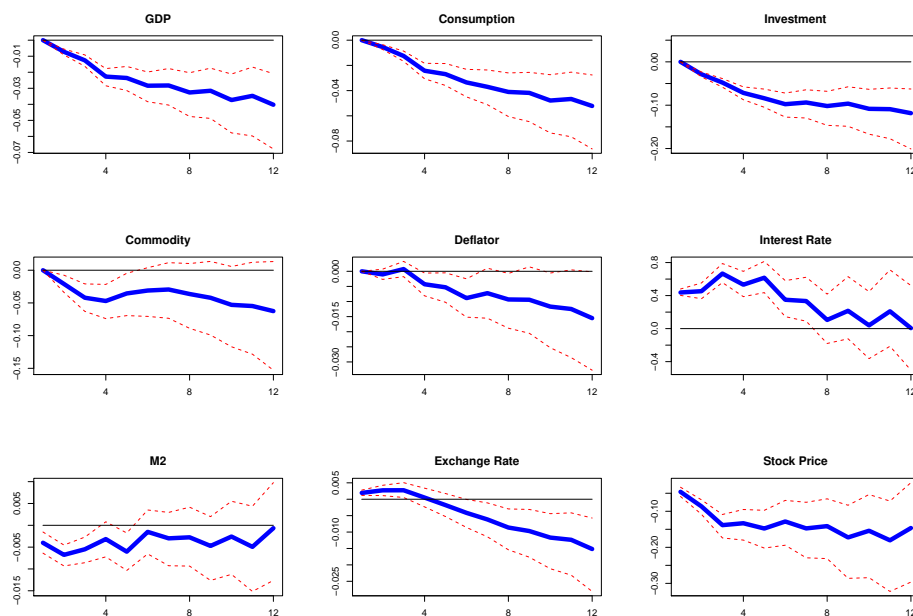 GDP Consumption Investment
−0.01 −0.03 −0.05 −0.07
4 8 12
0.00 −0.04 −0.08
4 8 12
0.00 −0.10 −0.20
4 8 12
Commodity Deflator Interest Rate
0.00 −0.05 −0.10 −0.15
4 8 12
0.000 −0.015 −0.030
4 8 12
0.8 0.4 0.0 −0.4
4 8 12
M2 Exchange Rate Stock Price
0.005 −0.005 −0.015
4 8 12
0.005 −0.010 −0.025
4 8 12
−0.10 −0.20 −0.30
4 8 12